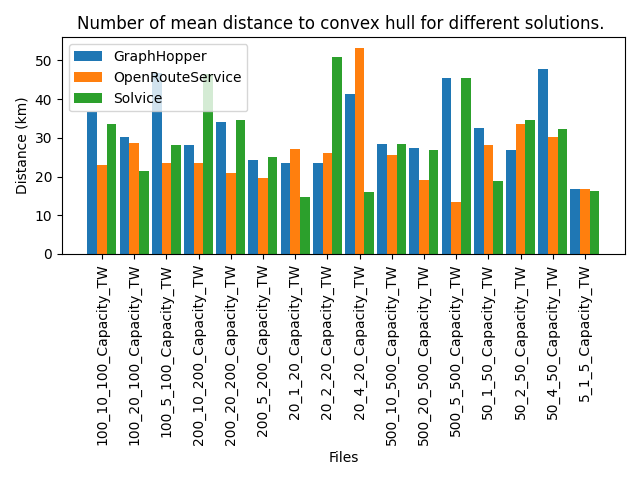 Number of mean distance to convex hull for different solutions.
GraphHopper
OpenRouteService
Solvice
Distance (km)
50
40
30
20
10
0
100_10_100_Capacity_TW
100_20_100_Capacity_TW
100_5_100_Capacity_TW
200_10_200_Capacity_TW
200_20_200_Capacity_TW
200_5_200_Capacity_TW
20_1_20_Capacity_TW
20_2_20_Capacity_TW
20_4_20_Capacity_TW
500_10_500_Capacity_TW
500_20_500_Capacity_TW
500_5_500_Capacity_TW
50_1_50_Capacity_TW
50_2_50_Capacity_TW
50_4_50_Capacity_TW
5_1_5_Capacity_TW
Files